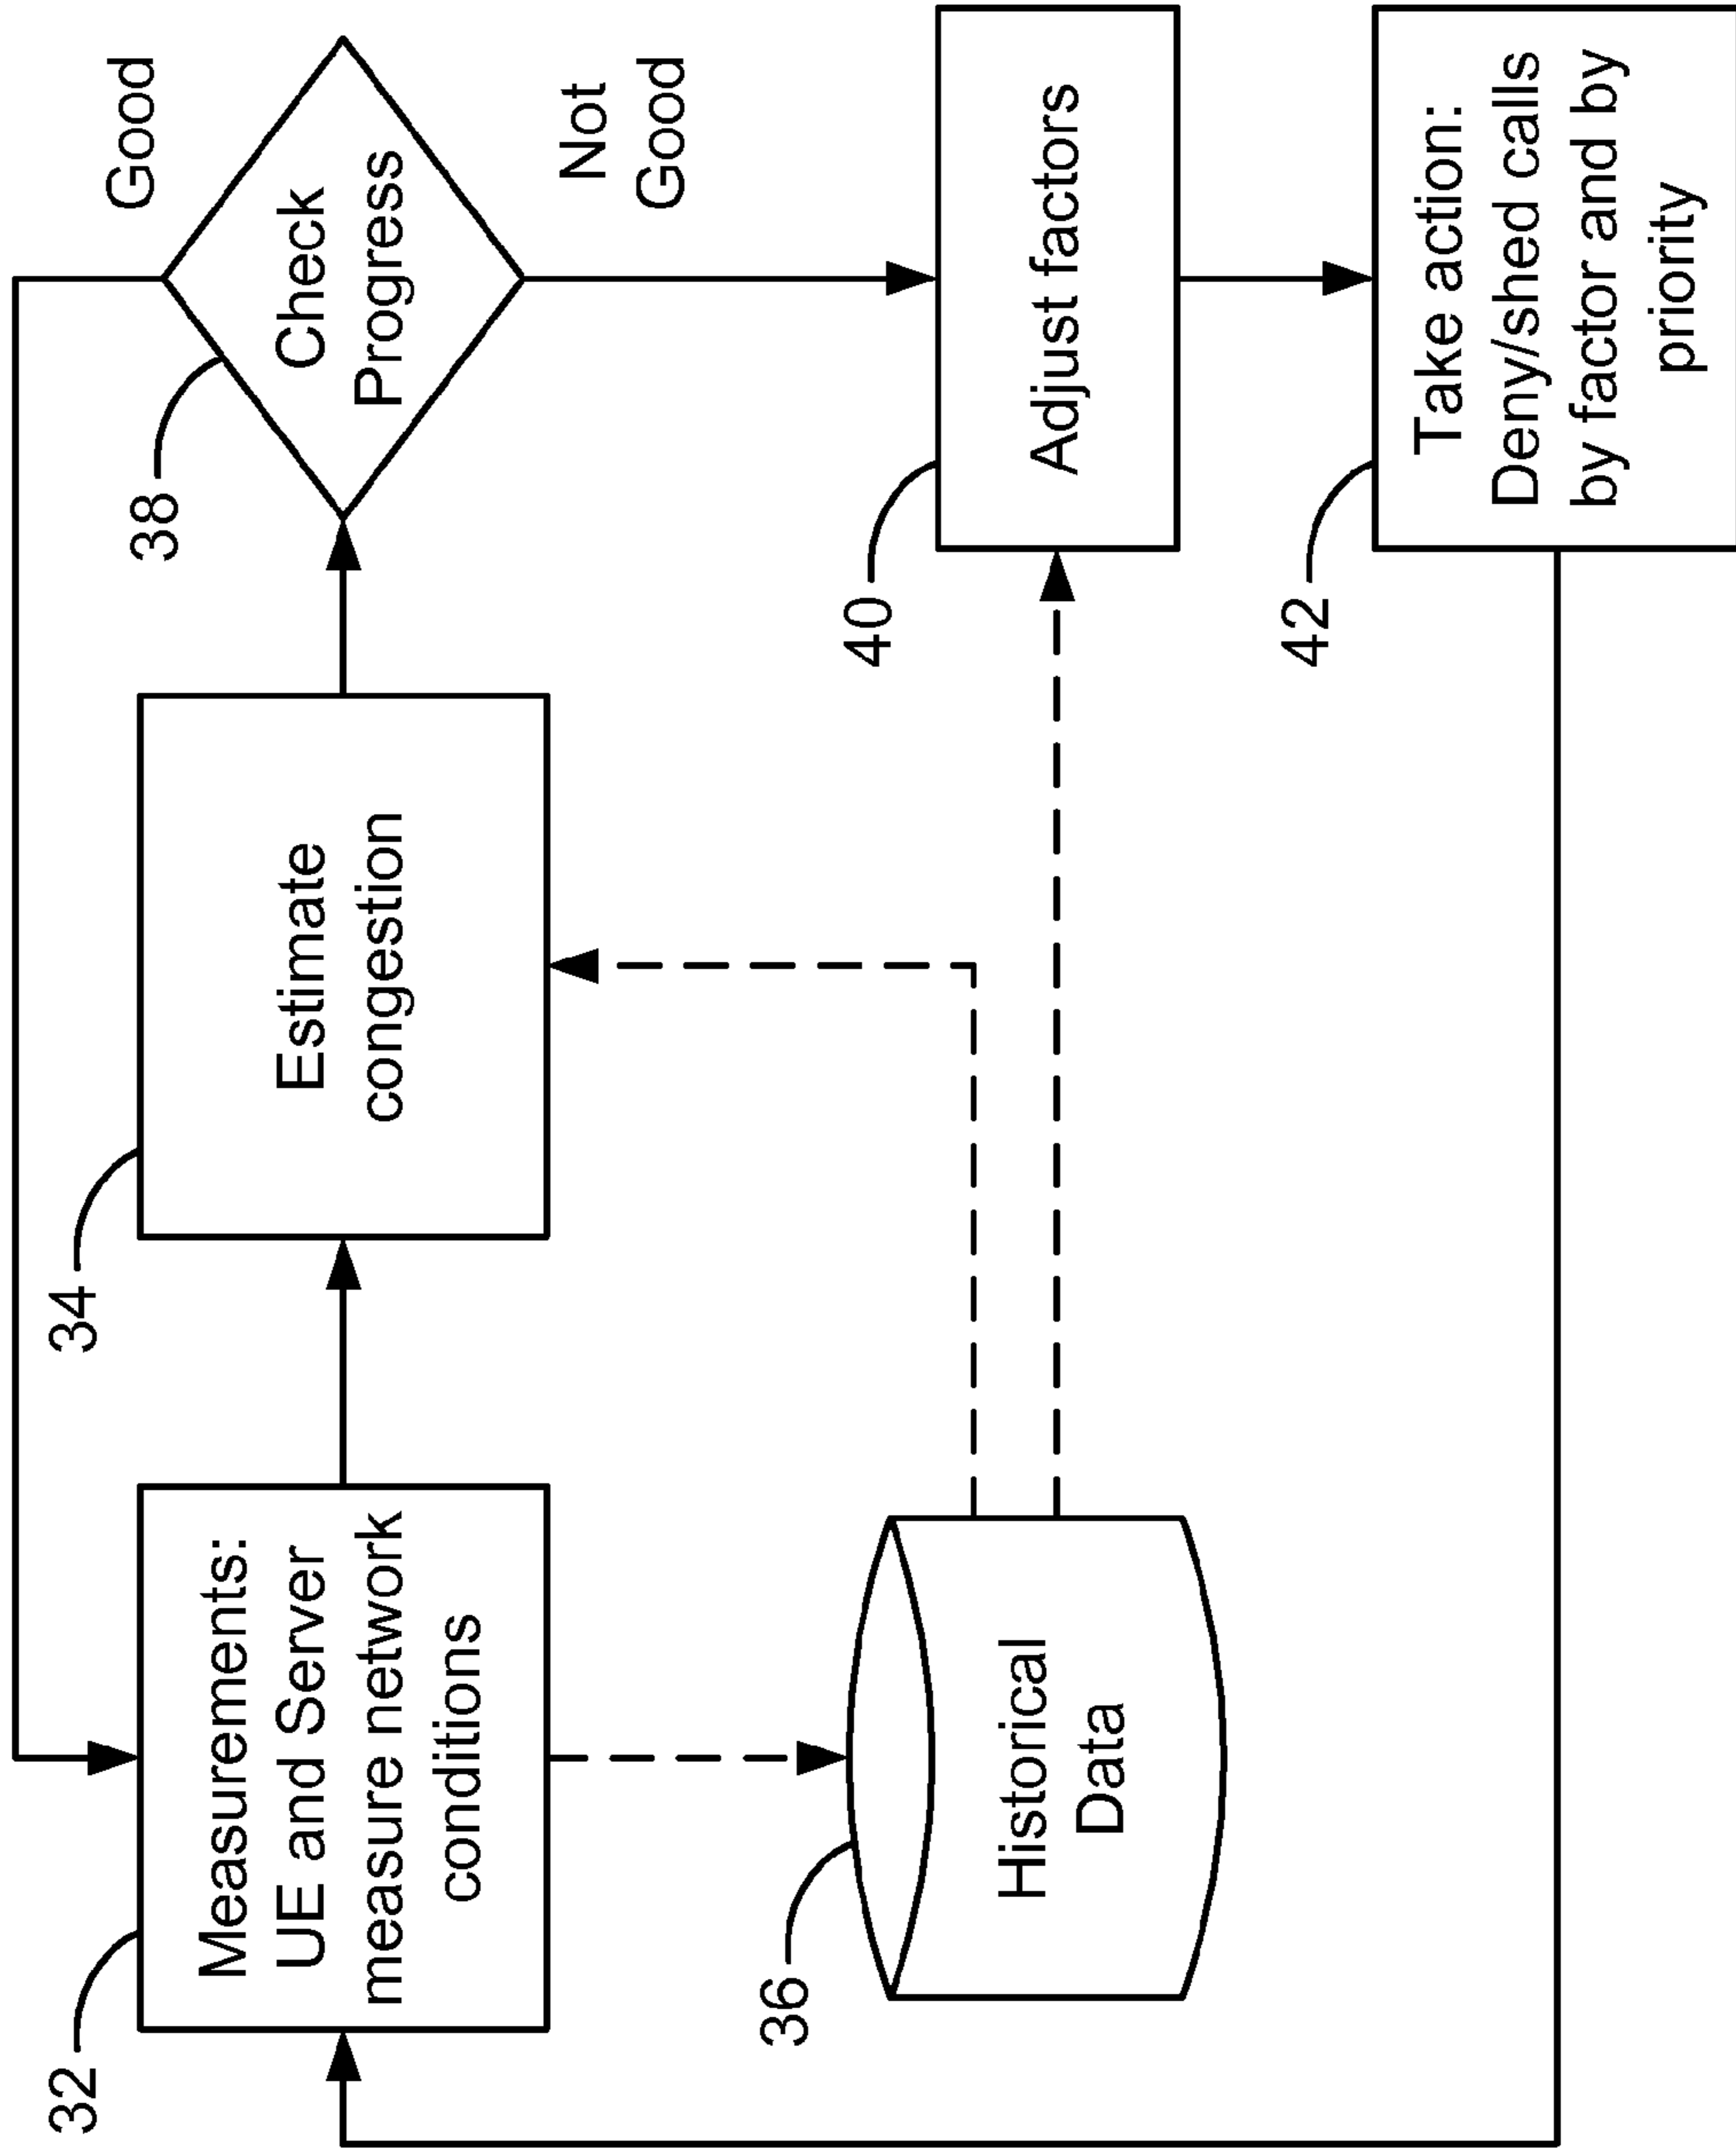 32
Measurements:
UE and Server
measure network
conditions
34
Estimate
congestion
38
Check
Progress
Good
Not
Good
36
Historical
Data
40
Adjust factors
42
Take action:
Deny/shed calls
by factor and by
priority